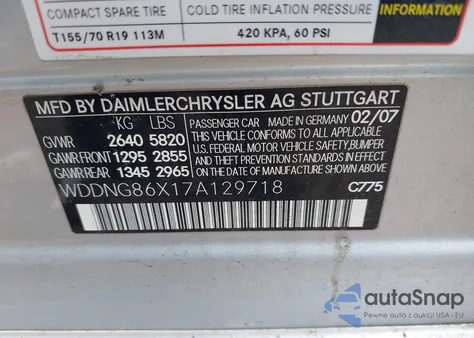 COMPACT SPARE TIRE
COLD TIRE INFLATION PRESSURE
INFORMATION
T155/70 R19 113M
420 KPA, 60 PSI
MFD BY DAIMLERCHRYSLER AG STUTTGART
KG LBS
GVWR 2640 5820
GAWR FRONT 1295 2855
GAWR REAR 1345 2965
PASSENGER CAR MADE IN GERMANY 02/07
THIS VEHICLE CONFORMS TO ALL APPLICABLE
U.S. FEDERAL MOTOR VEHICLE SAFETY,
BUMPER, AND THEFT PREVENTION STANDARDS
IN EFFECT ON THE DATE OF MANUFACTURE
SHOWN ABOVE.
WDDNG86X17A129718
C775
autoSnap
Pewne auta z aukcji USA - EU